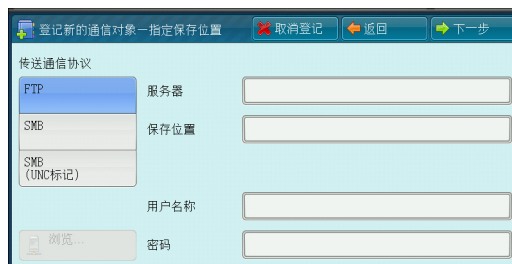 登记新的通信对象－指定保存位置
取消登记
返回
下一步
传送通信协议
FTP
服务器
SMB
保存位置
SMB
(UNC标记)
用户名称
浏览...
密码